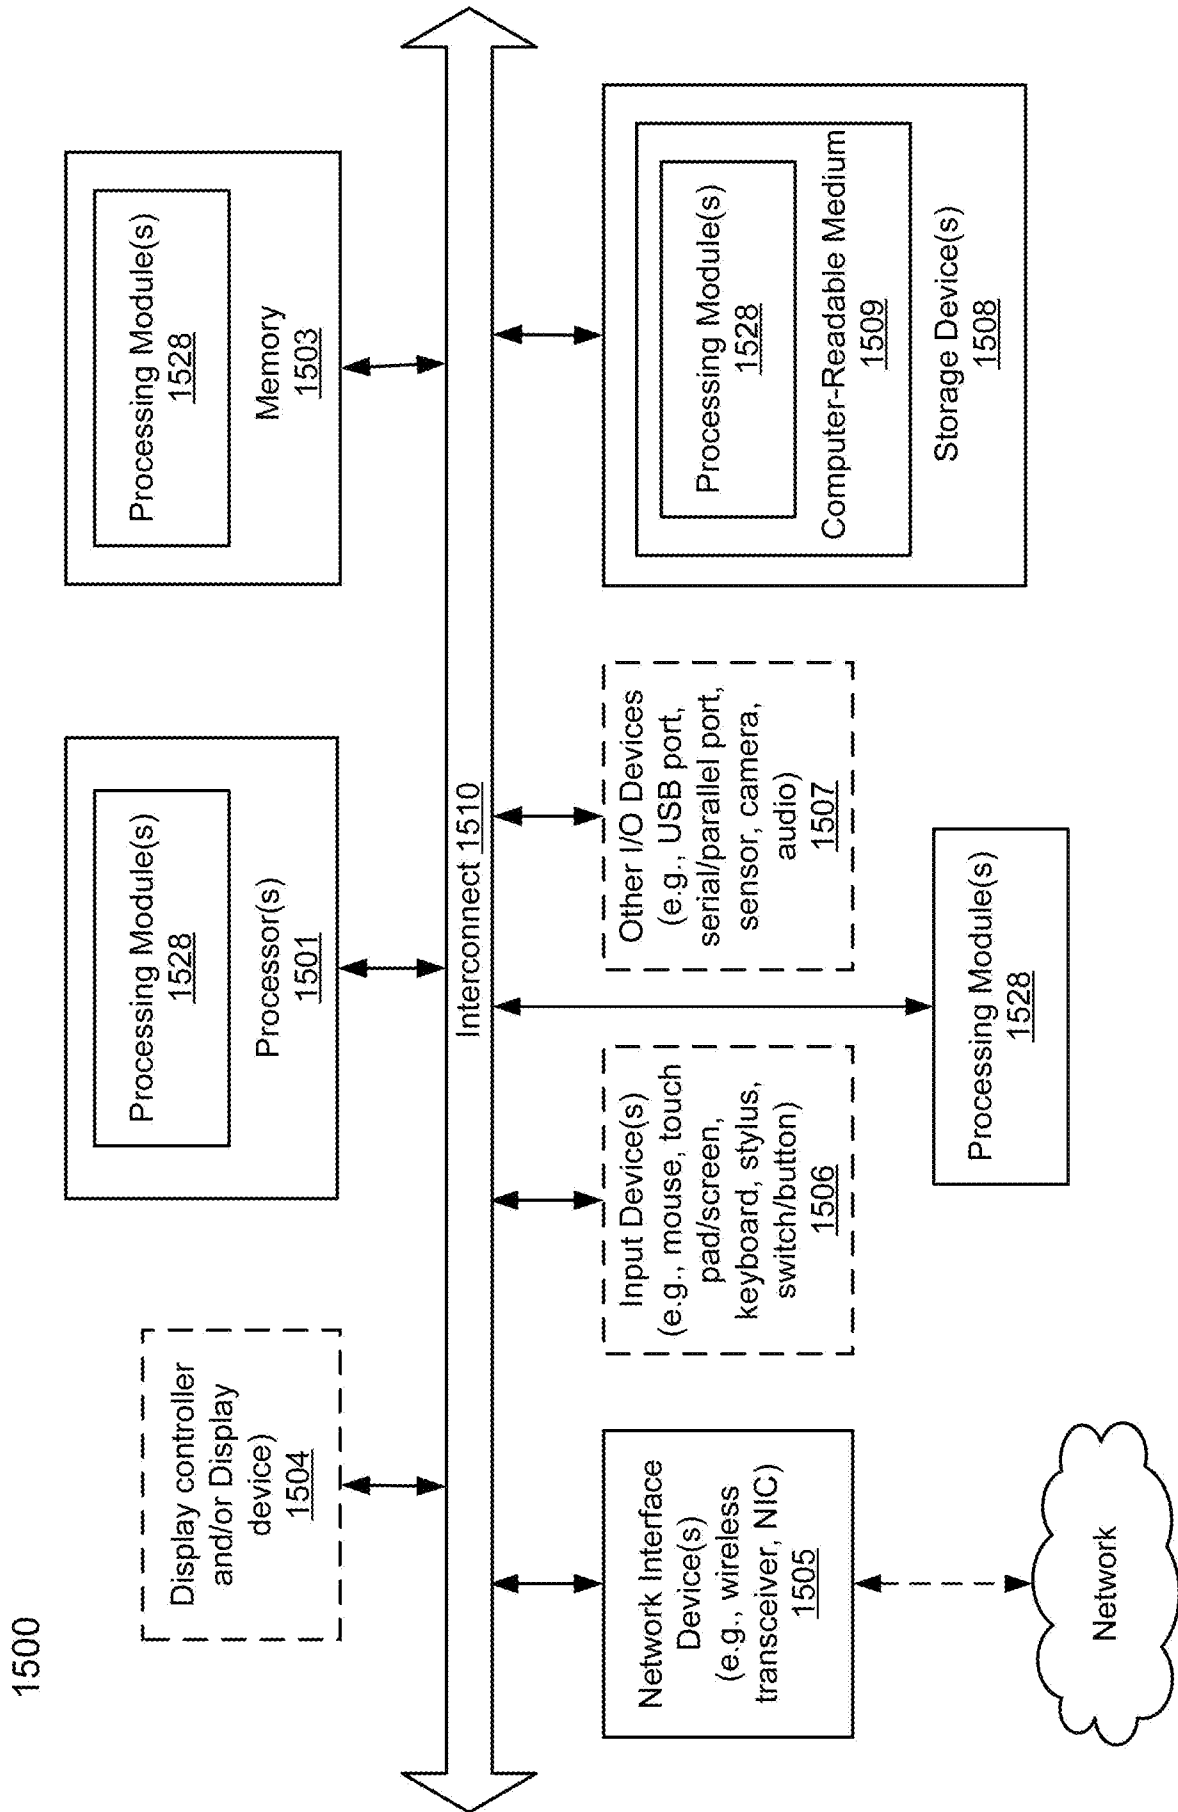 1500
Display controller
and/or Display
device)
1504
Processing Module(s)
1528
Processor(s)
1501
Processing Module(s)
1528
Memory
1503
Interconnect 1510
Network Interface
Device(s)
(e.g., wireless
transceiver, NIC)
1505
Input Device(s)
(e.g., mouse, touch
pad/screen,
keyboard, stylus,
switch/button)
1506
Other I/O Devices
(e.g., USB port,
serial/parallel port,
sensor, camera,
audio)
1507
Processing Module(s)
1528
Computer-Readable Medium
1509
Storage Device(s)
1508
Processing Module(s)
1528
Network